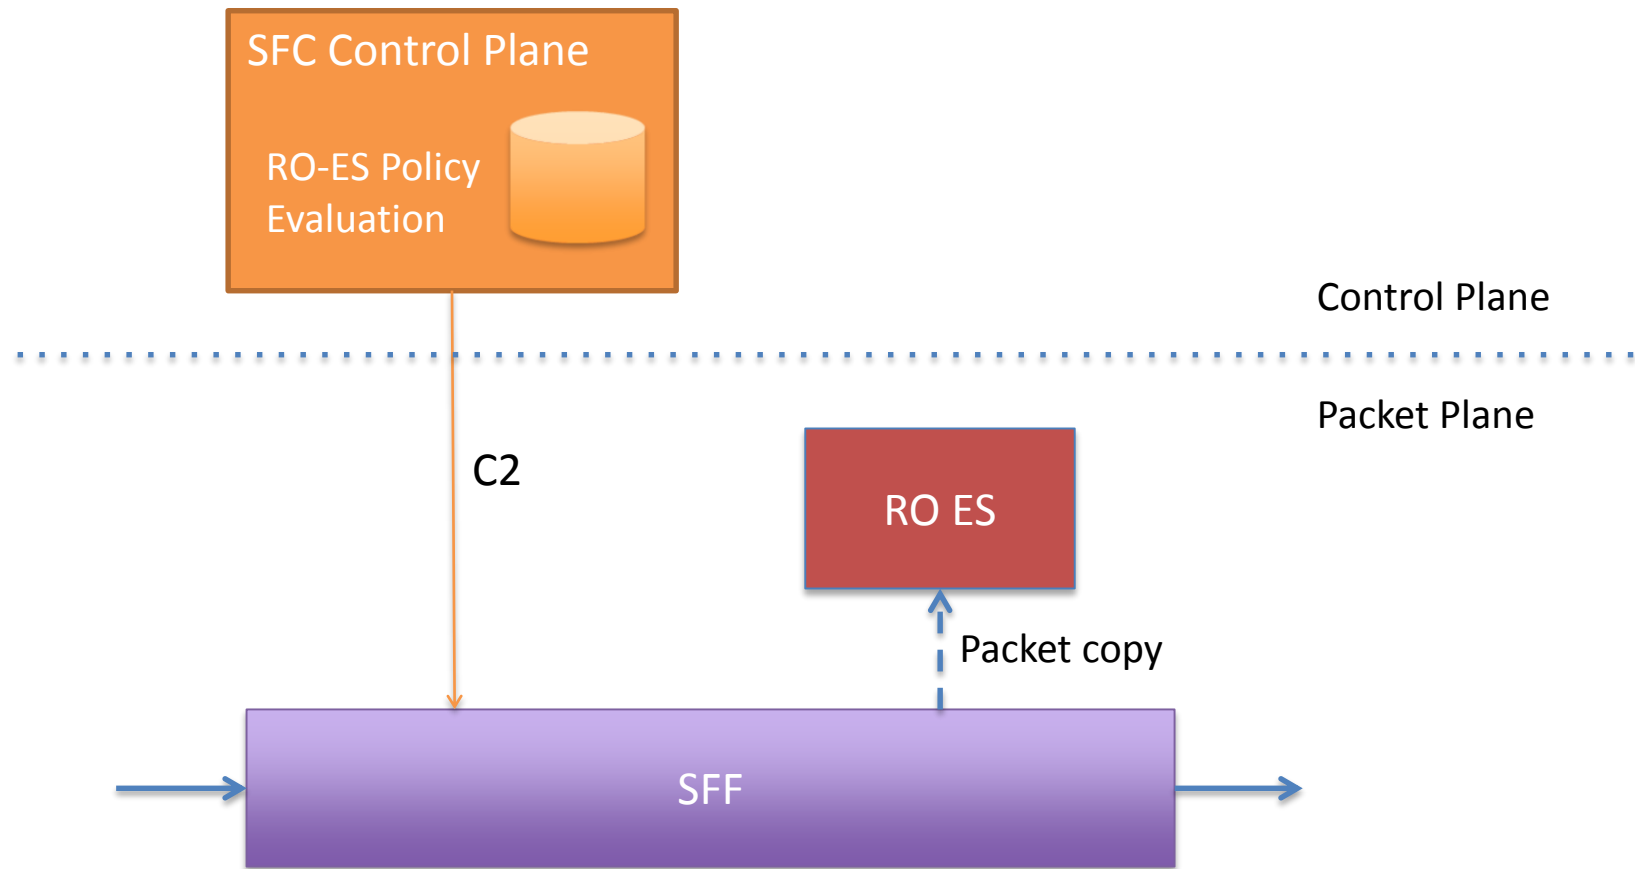 SFC Control Plane
RO-ES Policy
Evaluation
Control Plane
Packet Plane
C2
RO ES
Packet copy
SFF